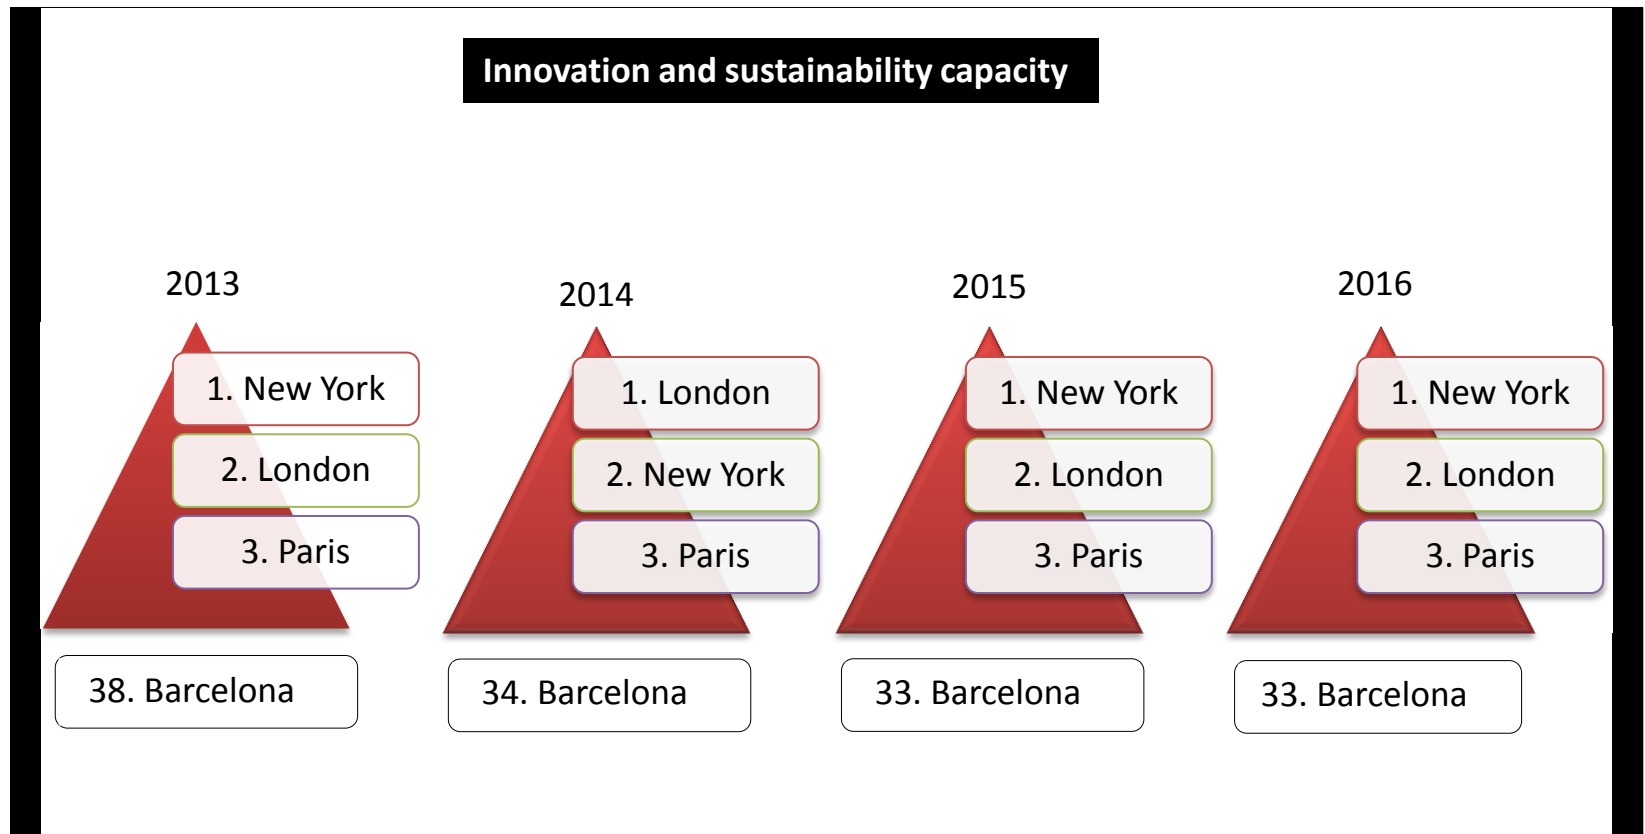 Innovation and sustainability capacity
2013
1. New York
2. London
3. Paris
38. Barcelona
2014
1. London
2. New York
3. Paris
34. Barcelona
2015
1. New York
2. London
3. Paris
33. Barcelona
2016
1. New York
2. London
3. Paris
33. Barcelona